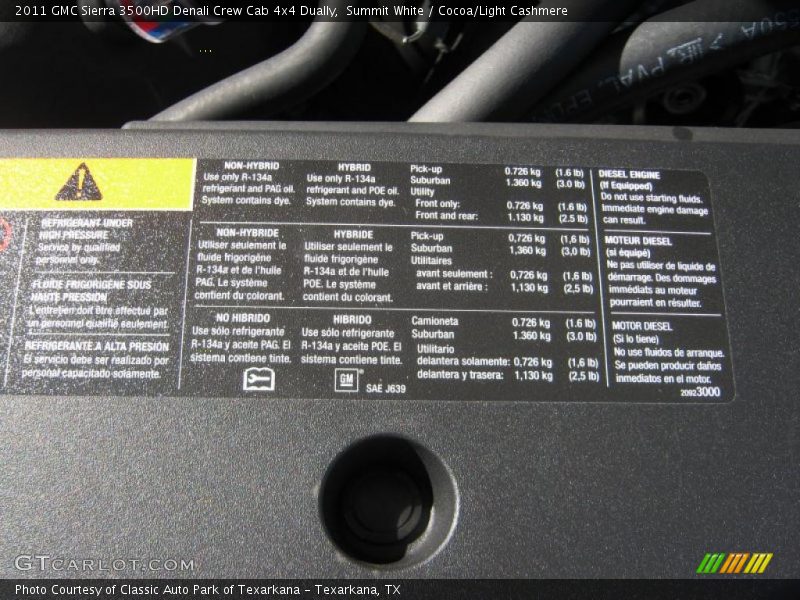 2011 GMC Sierra 3500HD Denali Crew Cab 4x4 Dually,  Summit White / Cocoa/Light Cashmere
PVAL
REFRIGERANT UNDER
HIGH PRESSURE
Service by qualified
personnel only.
FLUIDE FRIGORIGÈNE SOUS
HAUTE PRESSION
L'entretien doit être effectué par
un personnel qualifié seulement.
REFRIGERANTE A ALTA PRESIÓN
El servicio debe ser realizado por
personal capacitado solamente.
NON-HYBRID
Use only R-134a
refrigerant and PAG oil.
System contains dye.
HYBRID
Use only R-134a
refrigerant and POE oil.
System contains dye.
Pick-up 0.726 kg (1.6 lb)
Suburban 1.360 kg (3.0 lb)
Utility
Front only: 0.726 kg (1.6 lb)
Front and rear: 1.130 kg (2.5 lb)
NON-HYBRIDE
Utiliser seulement le
fluide frigorigène
R-134a et de l'huile
PAG. Le système
contient du colorant.
HYBRIDE
Utiliser seulement le
fluide frigorigène
R-134a et de l'huile
POE. Le système
contient du colorant.
Pick-up 0,726 kg (1,6 lb)
Suburban 1,360 kg (3,0 lb)
Utilitaires
avant seulement : 0,726 kg (1,6 lb)
avant et arrière : 1,130 kg (2,5 lb)
NO HIBRIDO
Use sólo refrigerante
R-134a y aceite PAG. El
sistema contiene tinte.
HIBRIDO
Use sólo refrigerante
R-134a y aceite POE. El
sistema contiene tinte.
Camioneta 0.726 kg (1.6 lb)
Suburban 1.360 kg (3.0 lb)
Utilitario
delantera solamente: 0,726 kg (1,6 lb)
delantera y trasera: 1,130 kg (2,5 lb)
GM
SAE J639
DIESEL ENGINE
(If Equipped)
Do not use starting fluids.
Immediate engine damage
can result.
MOTEUR DIESEL
(si équipé)
Ne pas utiliser de liquide de
démarrage. Des dommages
immédiats au moteur
pourraient en résulter.
MOTOR DIESEL
(Si lo tiene)
No use fluidos de arranque.
Se pueden producir daños
inmediatos en el motor.
20923000
GTCARLOT.COM
Photo Courtesy of Classic Auto Park of Texarkana – Texarkana, TX